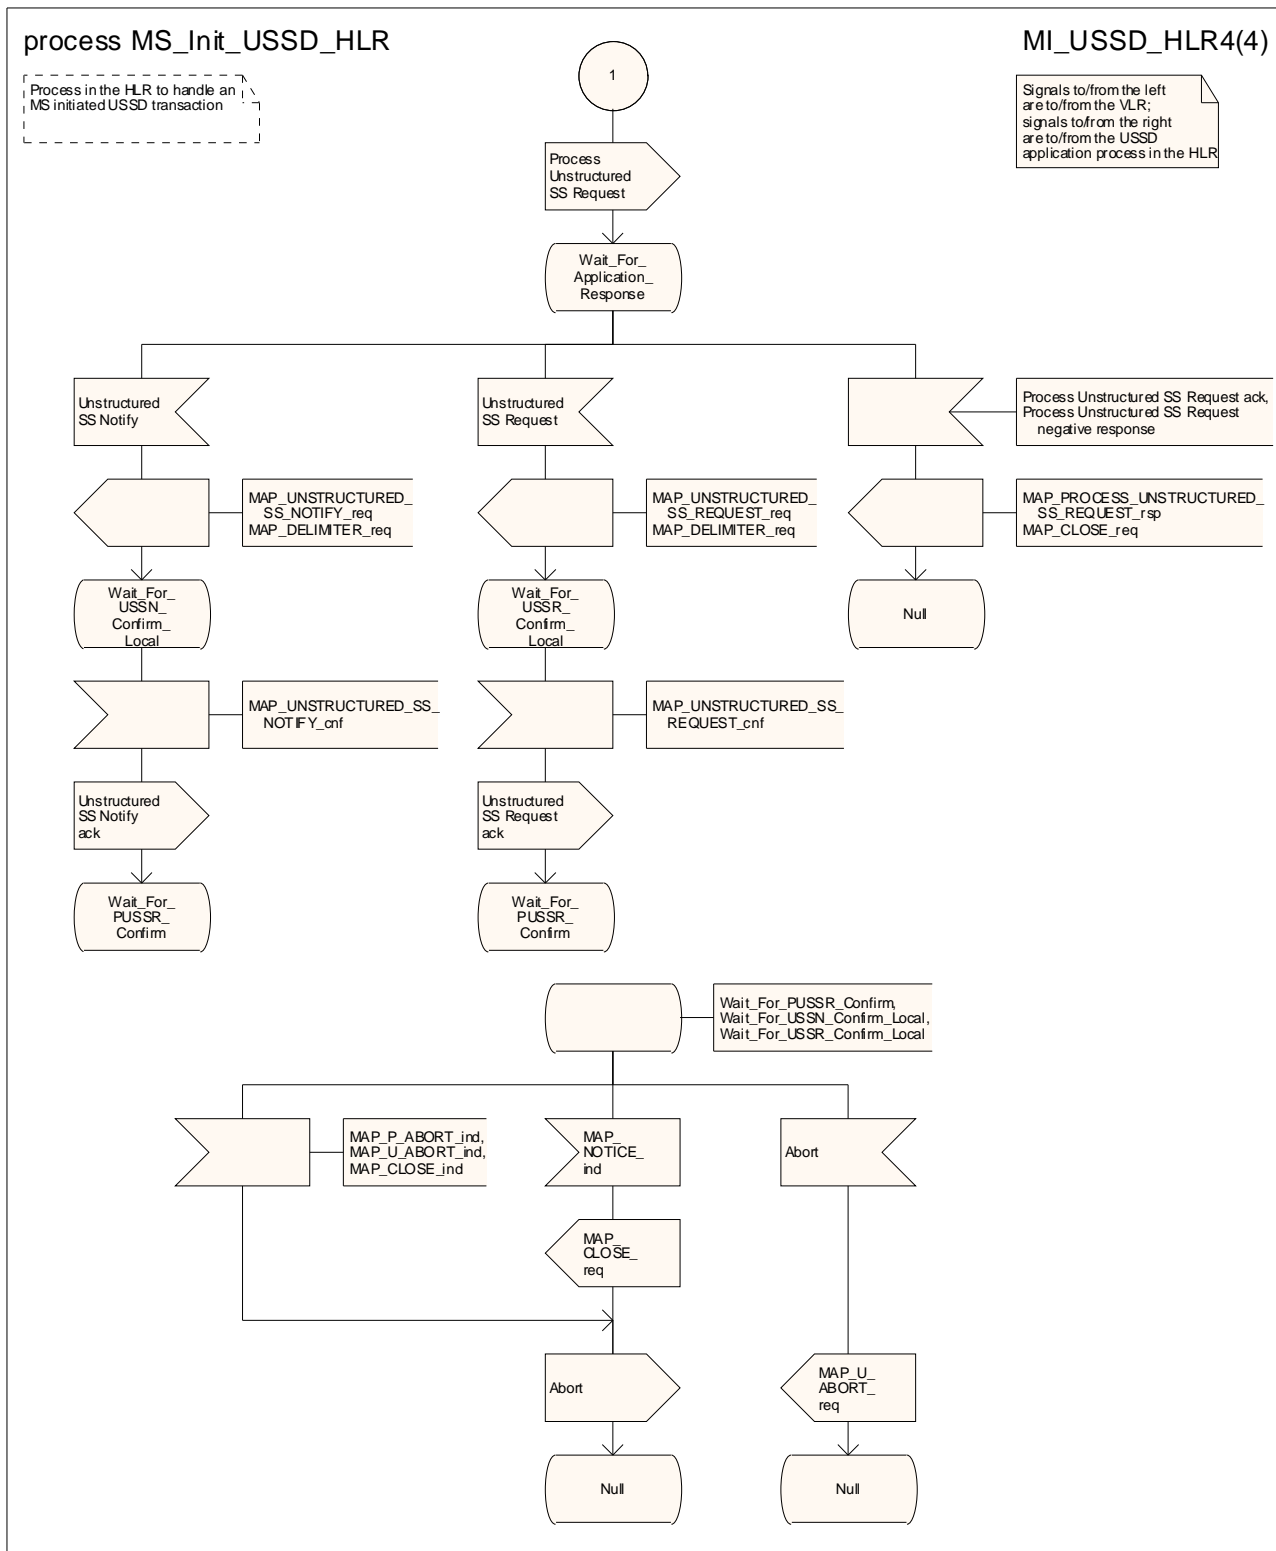 process MS_Init_USSD_HLR
MI_USSD_HLR4(4)
Process in the HLR to handle an
MS initiated USSD transaction
1
Signals to/from the left
are to/from the VLR;
signals to/from the right
are to/from the USSD
application process in the HLR
Process
Unstructured
SS Request
Wait_For_
Application_
Response
Unstructured
SS Notify
Unstructured
SS Request
Process Unstructured SS Request ack,
Process Unstructured SS Request
negative response
MAP_UNSTRUCTURED_
SS_NOTIFY_req
MAP_DELIMITER_req
MAP_UNSTRUCTURED_
SS_REQUEST_req
MAP_DELIMITER_req
MAP_PROCESS_UNSTRUCTURED_
SS_REQUEST_rsp
MAP_CLOSE_req
Wait_For_
USSN_
Confirm_
Local
Wait_For_
USSR_
Confirm_
Local
Null
MAP_UNSTRUCTURED_SS_
NOTIFY_cnf
MAP_UNSTRUCTURED_SS_
REQUEST_cnf
Unstructured
SS Notify
ack
Unstructured
SS Request
ack
Wait_For_
PUSSR_
Confirm
Wait_For_
PUSSR_
Confirm
Wait_For_PUSSR_Confirm,
Wait_For_USSN_Confirm_Local,
Wait_For_USSR_Confirm_Local
MAP_P_ABORT_ind,
MAP_U_ABORT_ind,
MAP_CLOSE_ind
MAP_
NOTICE_
ind
Abort
MAP_
CLOSE_
req
Abort
MAP_U_
ABORT_
req
Null
Null